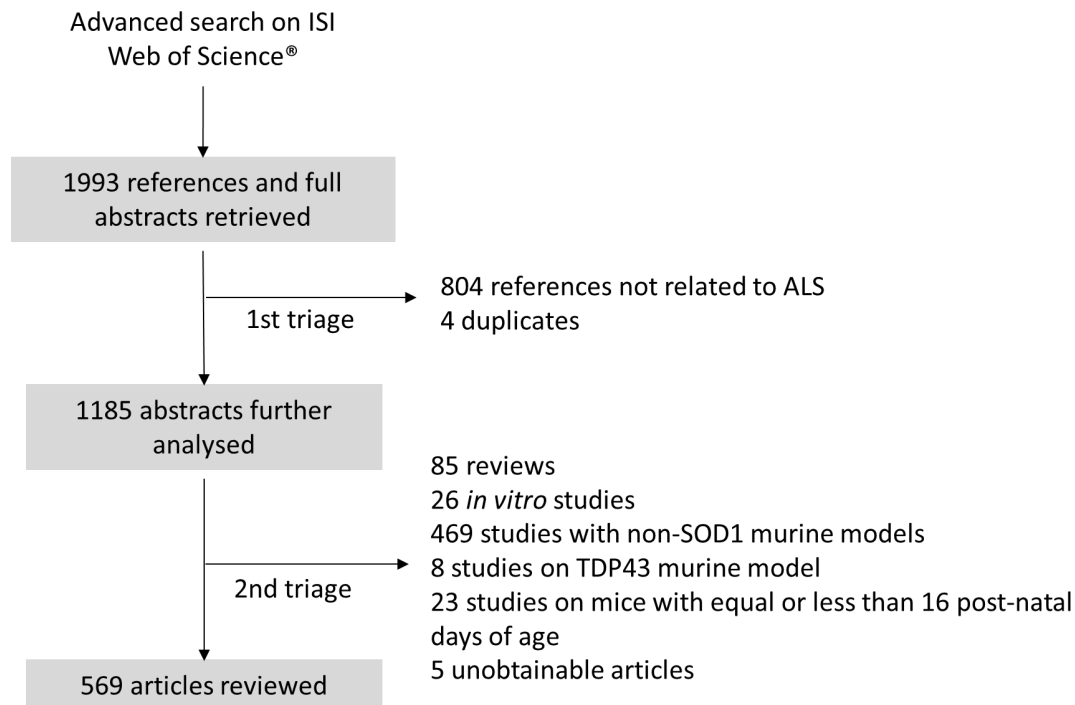 Advanced search on ISI
Web of Science®
1993 references and full
abstracts retrieved
804 references not related to ALS
4 duplicates
1st triage
1185 abstracts further
analysed
85 reviews
26 in vitro studies
469 studies with non-SOD1 murine models
8 studies on TDP43 murine model
23 studies on mice with equal or less than 16 post-natal
days of age
5 unobtainable articles
2nd triage
569 articles reviewed